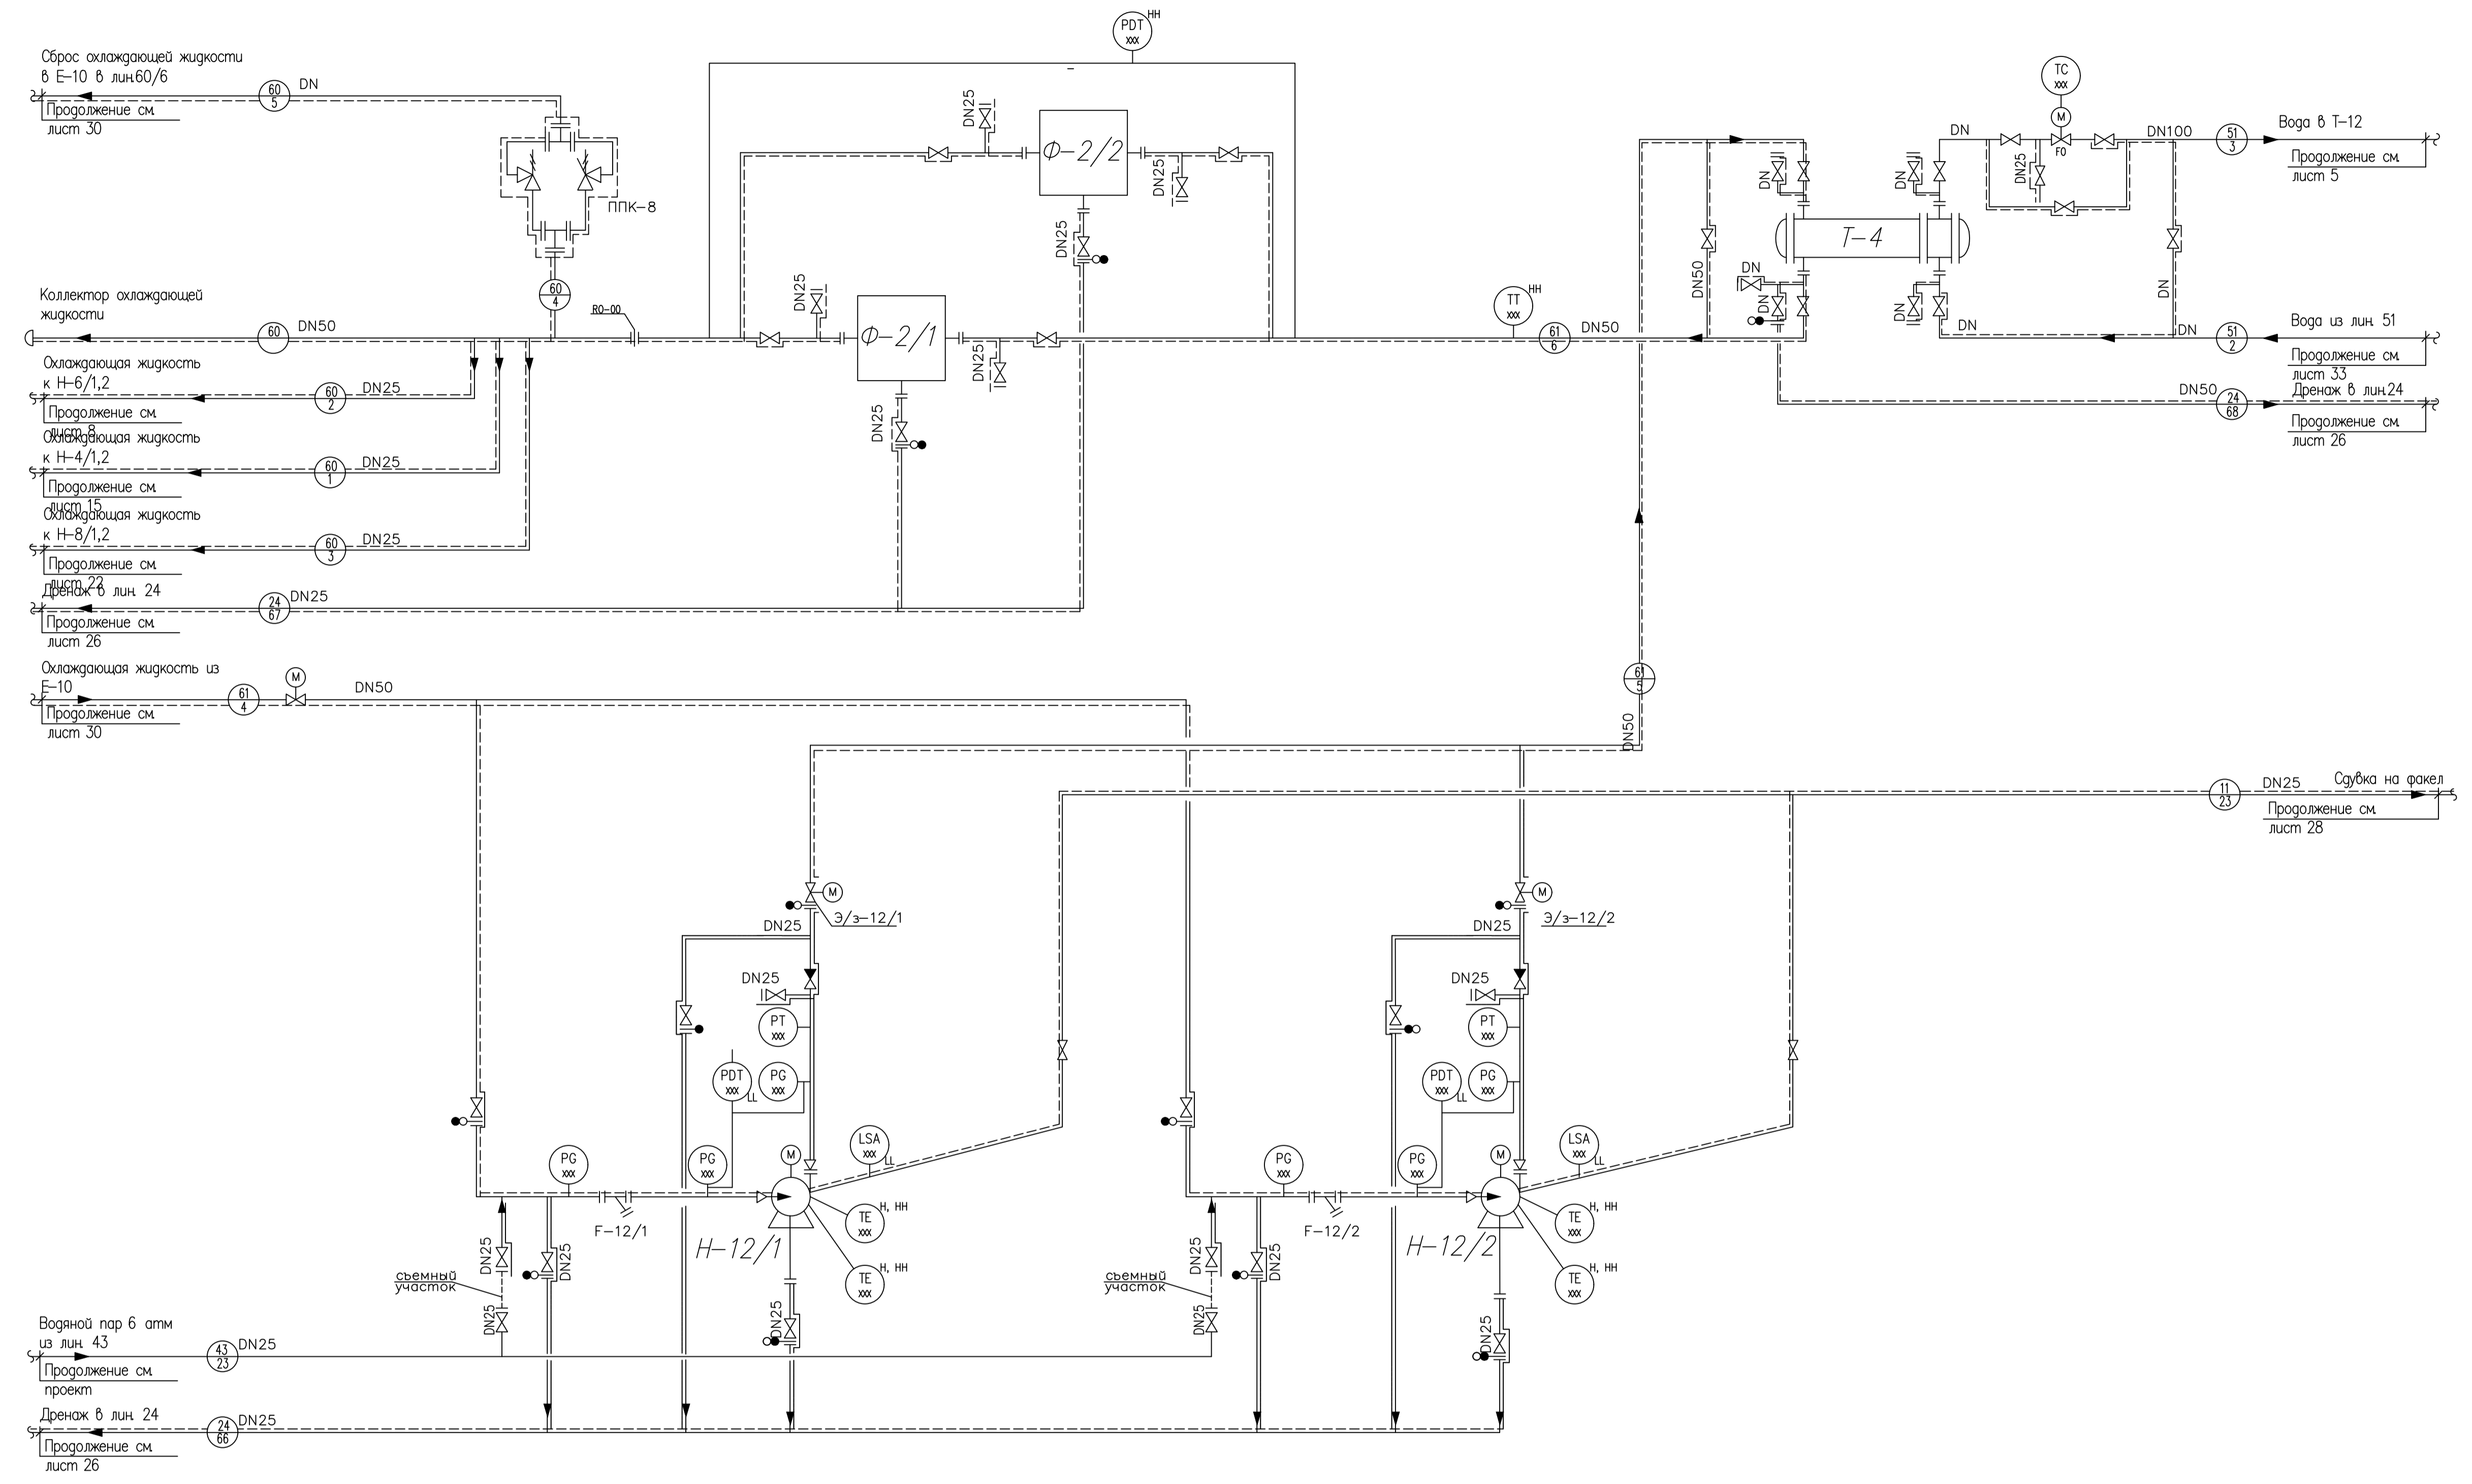 PDT
xxx
HH
Сброс охлаждающей жидкости
в Е-10 в лин.60/6
60
5
DN
Продолжение см.
лист 30
ППК-8
60
4
DN25
Ф-2/2
DN25
DN25
DN25
Ф-2/1
DN25
DN25
RO-00
Коллектор охлаждающей
жидкости
60
DN50
Охлаждающая жидкость
к Н-6/1,2
60
2
DN25
Продолжение см.
лист 8
Охлаждающая жидкость
к Н-4/1,2
60
1
DN25
Продолжение см.
лист 15
Охлаждающая жидкость
к Н-8/1,2
60
3
DN25
Продолжение см.
лист 22
Дренаж в лин. 24
24
67
DN25
Продолжение см.
лист 26
TT
xxx
HH
61
6
DN50
DN50
DN
DN
T-4
DN
DN
DN
DN
DN
DN25
TC
xxx
M
FO
DN100
51
3
Вода в Т-12
Продолжение см.
лист 5
DN
DN
51
2
Вода из лин. 51
Продолжение см.
лист 33
DN50
24
68
Дренаж в лин.24
Продолжение см.
лист 26
Охлаждающая жидкость из
Е-10
61
4
M
DN50
Продолжение см.
лист 30
61
5
DN50
11
23
DN25
Сдувка на факел
Продолжение см.
лист 28
M
Э/з-12/1
DN25
DN25
PT
xxx
PDT
xxx
LL
PG
xxx
PG
xxx
PG
xxx
M
LSA
xxx
LL
TE
xxx
H, HH
TE
xxx
H, HH
F-12/1
Н-12/1
DN25
DN25
DN25
DN25
съемный
участок
M
Э/з-12/2
DN25
DN25
PT
xxx
PDT
xxx
LL
PG
xxx
PG
xxx
PG
xxx
M
LSA
xxx
LL
TE
xxx
H, HH
TE
xxx
H, HH
F-12/2
Н-12/2
DN25
DN25
DN25
DN25
съемный
участок
Водяной пар 6 атм
из лин. 43
43
23
DN25
Продолжение см.
проект
Дренаж в лин. 24
24
66
DN25
Продолжение см.
лист 26